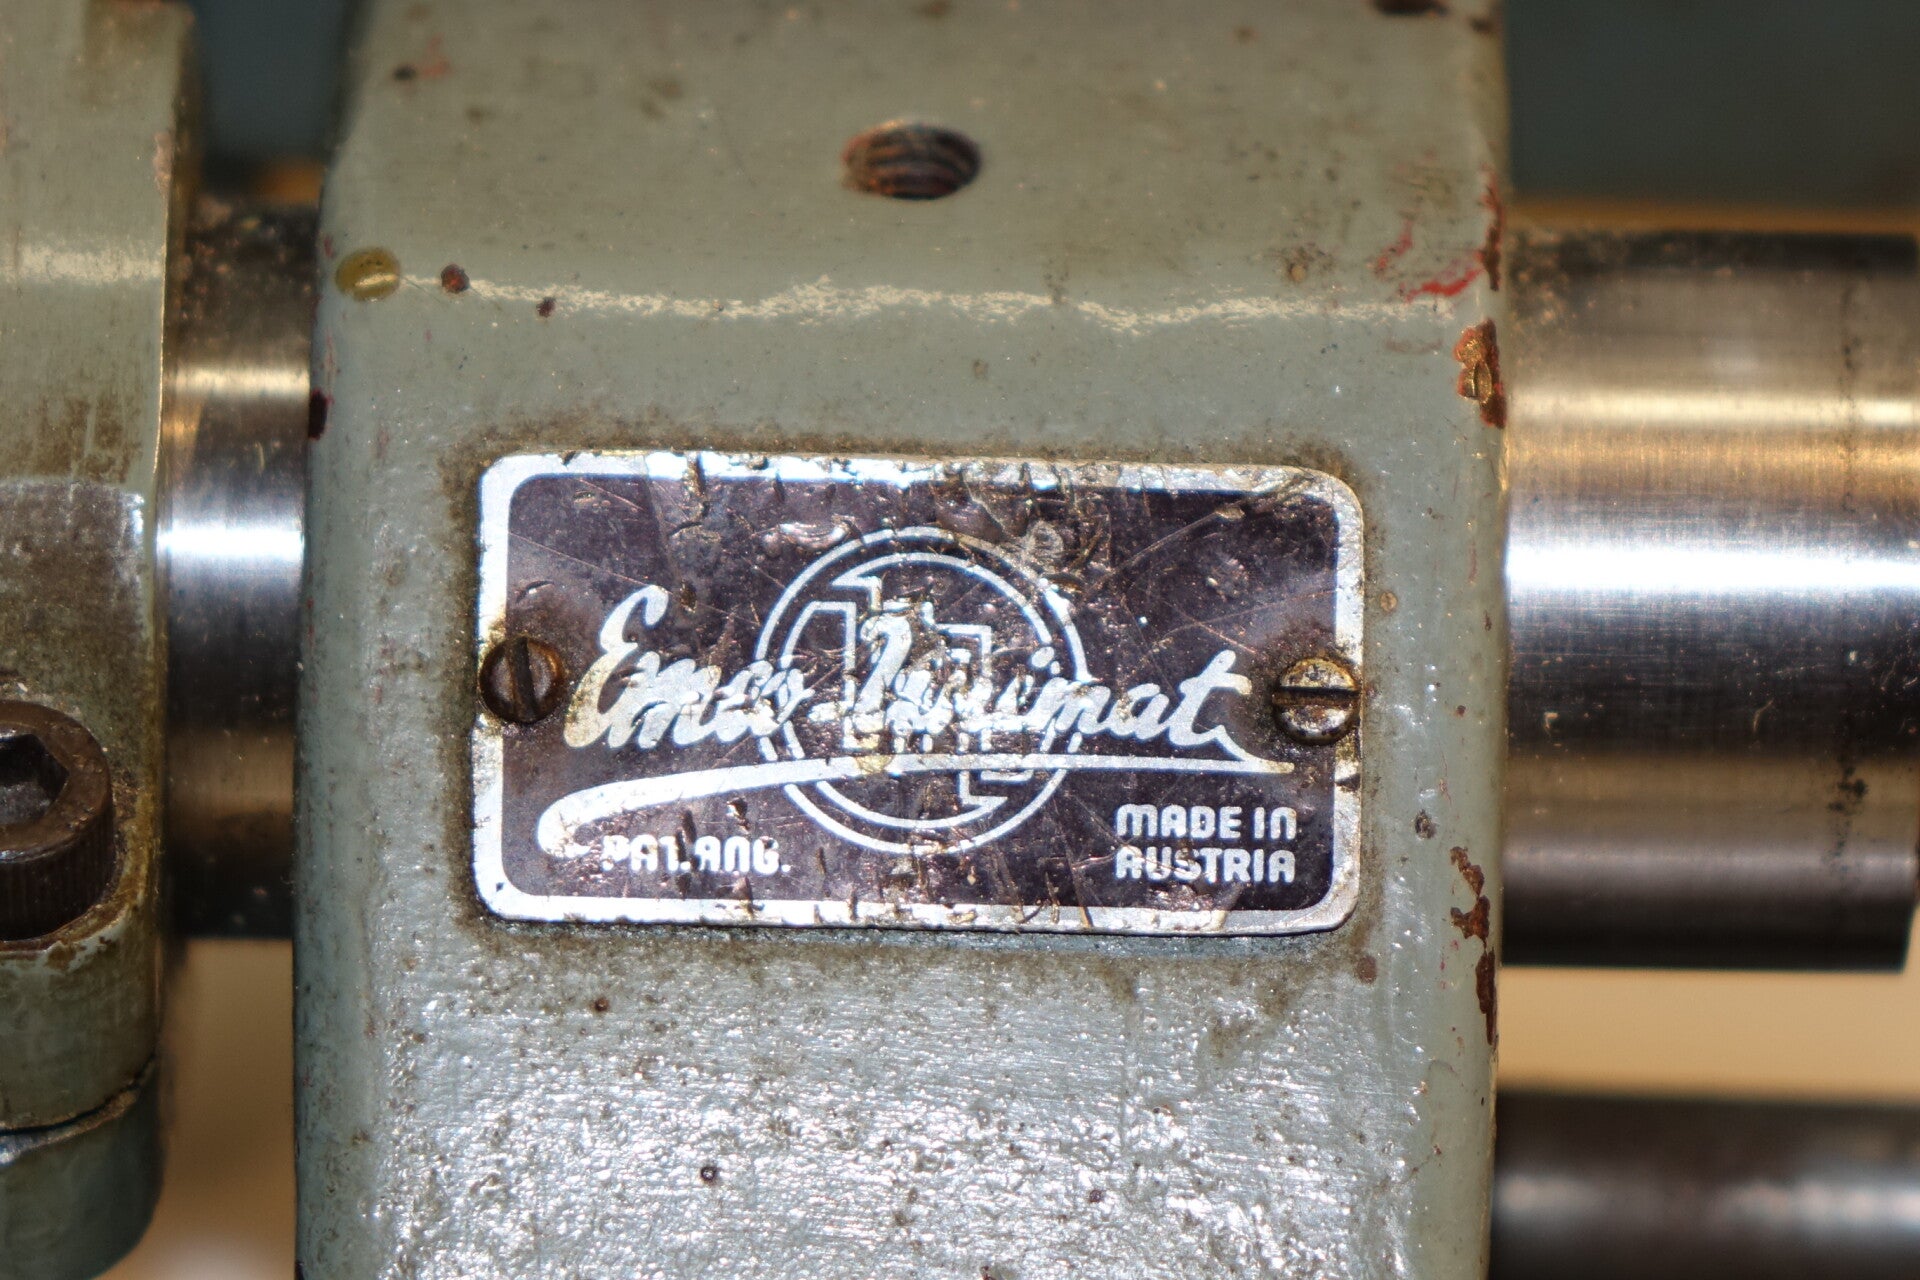 Emco-Unimat
PAT.ANG.
MADE IN
AUSTRIA